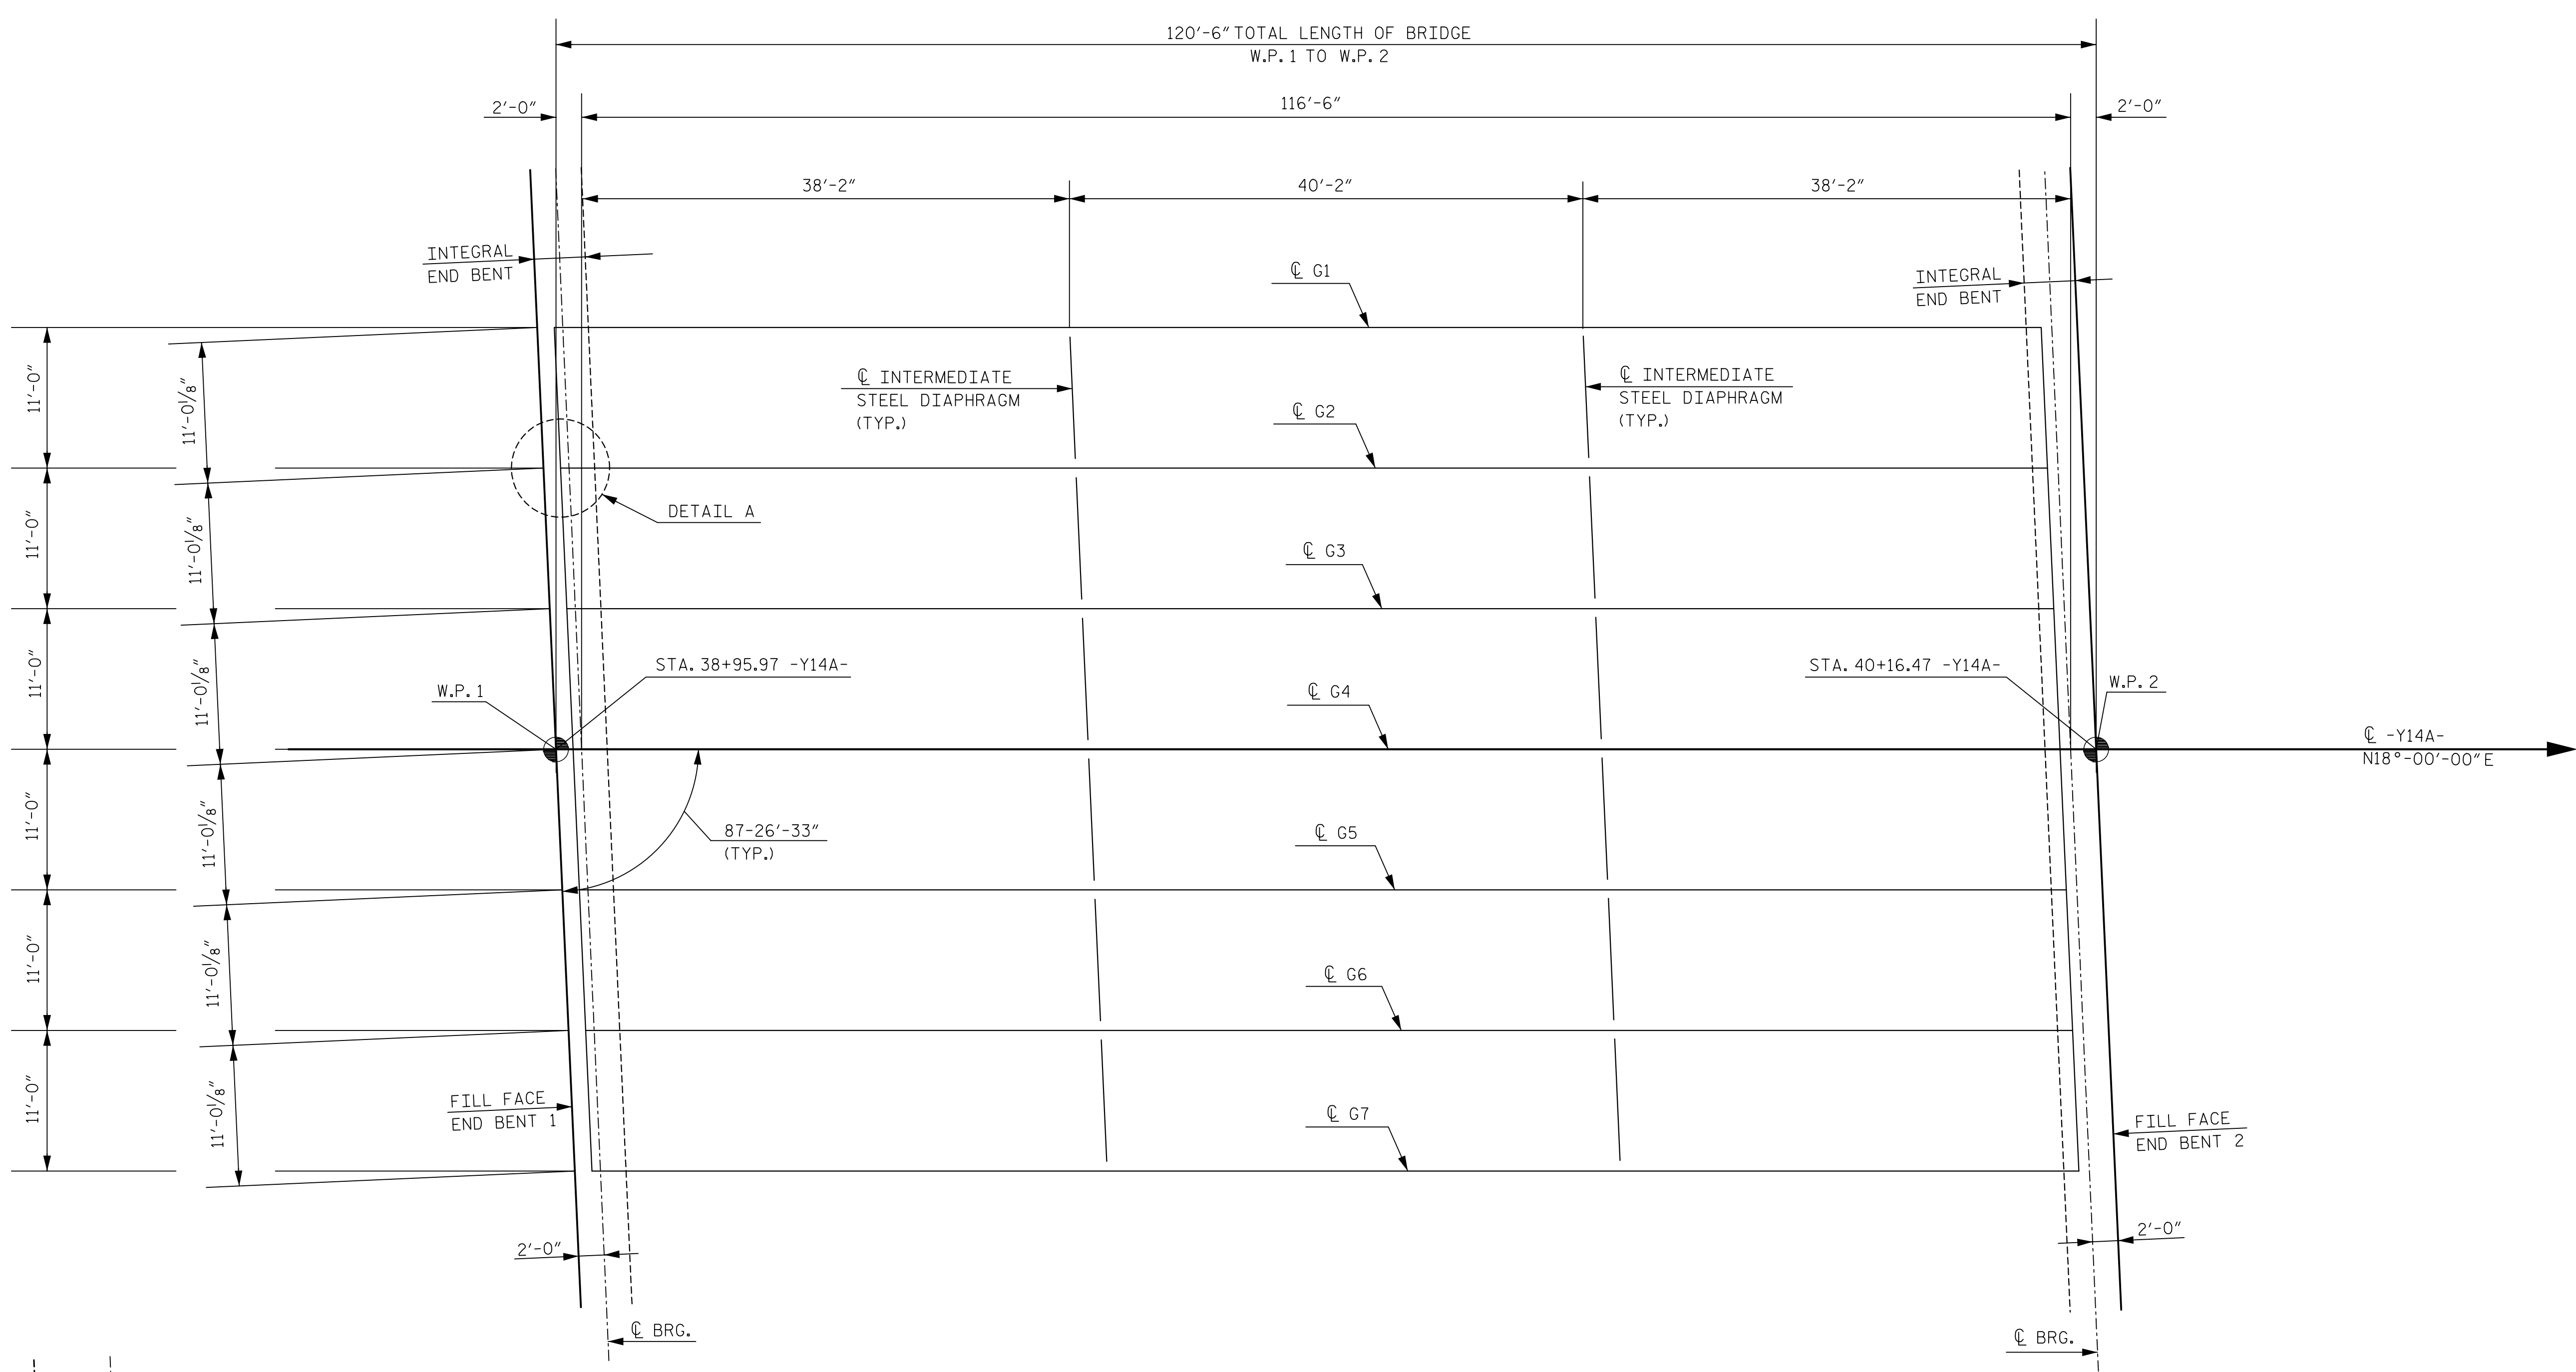 120'-6" TOTAL LENGTH OF BRIDGE
W.P. 1 TO W.P. 2
2'-0"
116'-6"
2'-0"
38'-2"
40'-2"
38'-2"
INTEGRAL
END BENT
℄ G1
INTEGRAL
END BENT
11'-0"
11'-0⅛"
℄ INTERMEDIATE
STEEL DIAPHRAGM
(TYP.)
℄ INTERMEDIATE
STEEL DIAPHRAGM
(TYP.)
℄ G2
DETAIL A
11'-0"
11'-0⅛"
℄ G3
11'-0"
11'-0⅛"
W.P. 1
STA. 38+95.97 -Y14A-
℄ G4
STA. 40+16.47 -Y14A-
W.P. 2
℄ -Y14A-
N18°-00'-00"E
11'-0"
11'-0⅛"
87-26'-33"
(TYP.)
℄ G5
11'-0"
11'-0⅛"
℄ G6
11'-0"
11'-0⅛"
FILL FACE
END BENT 1
℄ G7
FILL FACE
END BENT 2
2'-0"
2'-0"
℄ BRG.
℄ BRG.